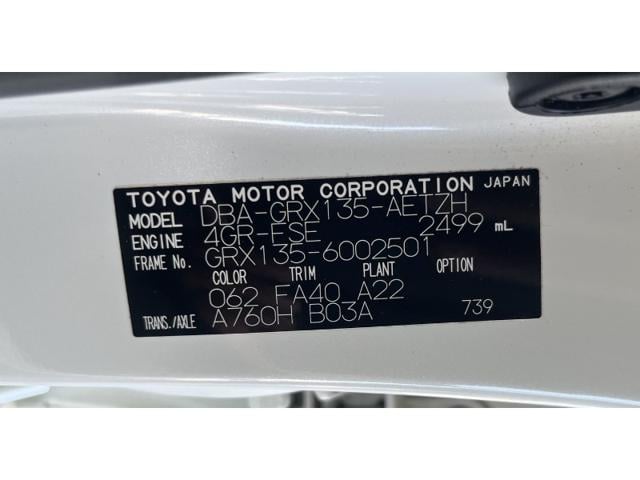 TOYOTA MOTOR CORPORATION JAPAN
MODEL DBA-GRX135-AETZH
ENGINE 4GR-FSE 2499 mL
FRAME No. GRX135-6002501
COLOR TRIM PLANT OPTION
062 FA40 A22
TRANS./AXLE A760H B03A 739